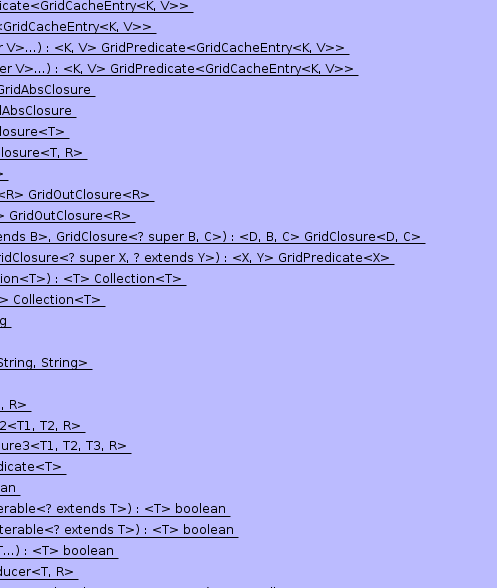 icate<GridCacheEntry<K, V>>
<GridCacheEntry<K, V>>
r V>...) : <K, V> GridPredicate<GridCacheEntry<K, V>>
er V>...) : <K, V> GridPredicate<GridCacheEntry<K, V>>
GridAbsClosure
lAbsClosure
losure<T>
losure<T, R>
>
<R> GridOutClosure<R>
> GridOutClosure<R>
ends B>, GridClosure<? super B, C>) : <D, B, C> GridClosure<D, C>
ridClosure<? super X, ? extends Y>) : <X, Y> GridPredicate<X>
ion<T>) : <T> Collection<T>
> Collection<T>
g
String, String>
, R>
2<T1, T2, R>
ure3<T1, T2, T3, R>
dicate<T>
an
erable<? extends T>) : <T> boolean
terable<? extends T>) : <T> boolean
T...) : <T> boolean
ducer<T, R>